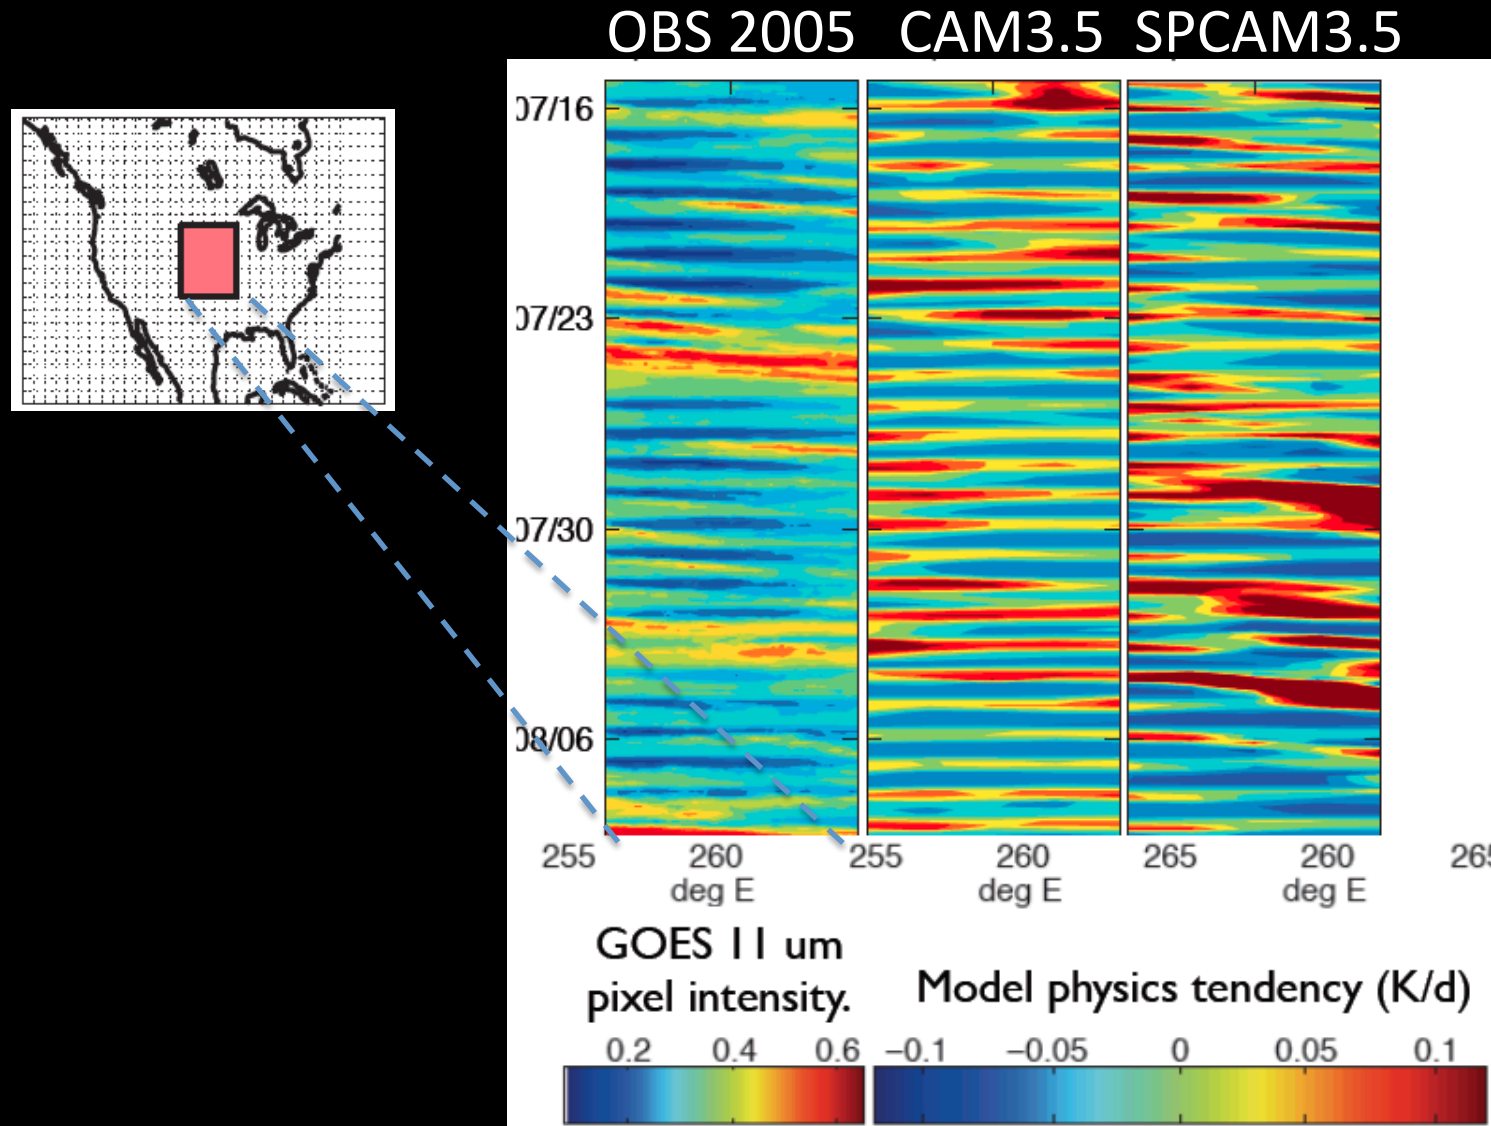 OBS 2005 CAM3.5 SPCAM3.5
07/16
07/23
07/30
08/06
255 260 255 260 265 260 265
deg E deg E deg E
GOES 11 um
pixel intensity.
Model physics tendency (K/d)
0.2 0.4 0.6 −0.1 −0.05 0 0.05 0.1